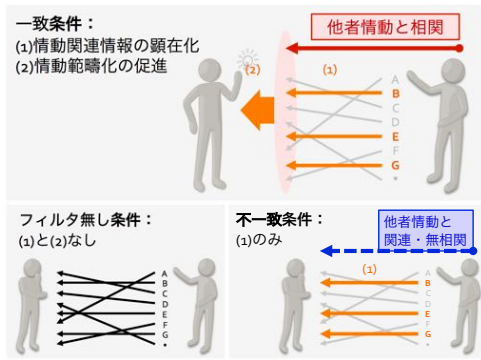 一致条件：
(1)情動関連情報の顕在化
(2)情動範疇化の促進
他者情動と相関
(2)
(1)
A
B
C
D
E
F
G
•
フィルタ無し条件：
(1)と(2)なし
A
B
C
D
E
F
G
•
不一致条件：
(1)のみ
他者情動と
関連・無相関
(1)
A
B
C
D
E
F
G
•